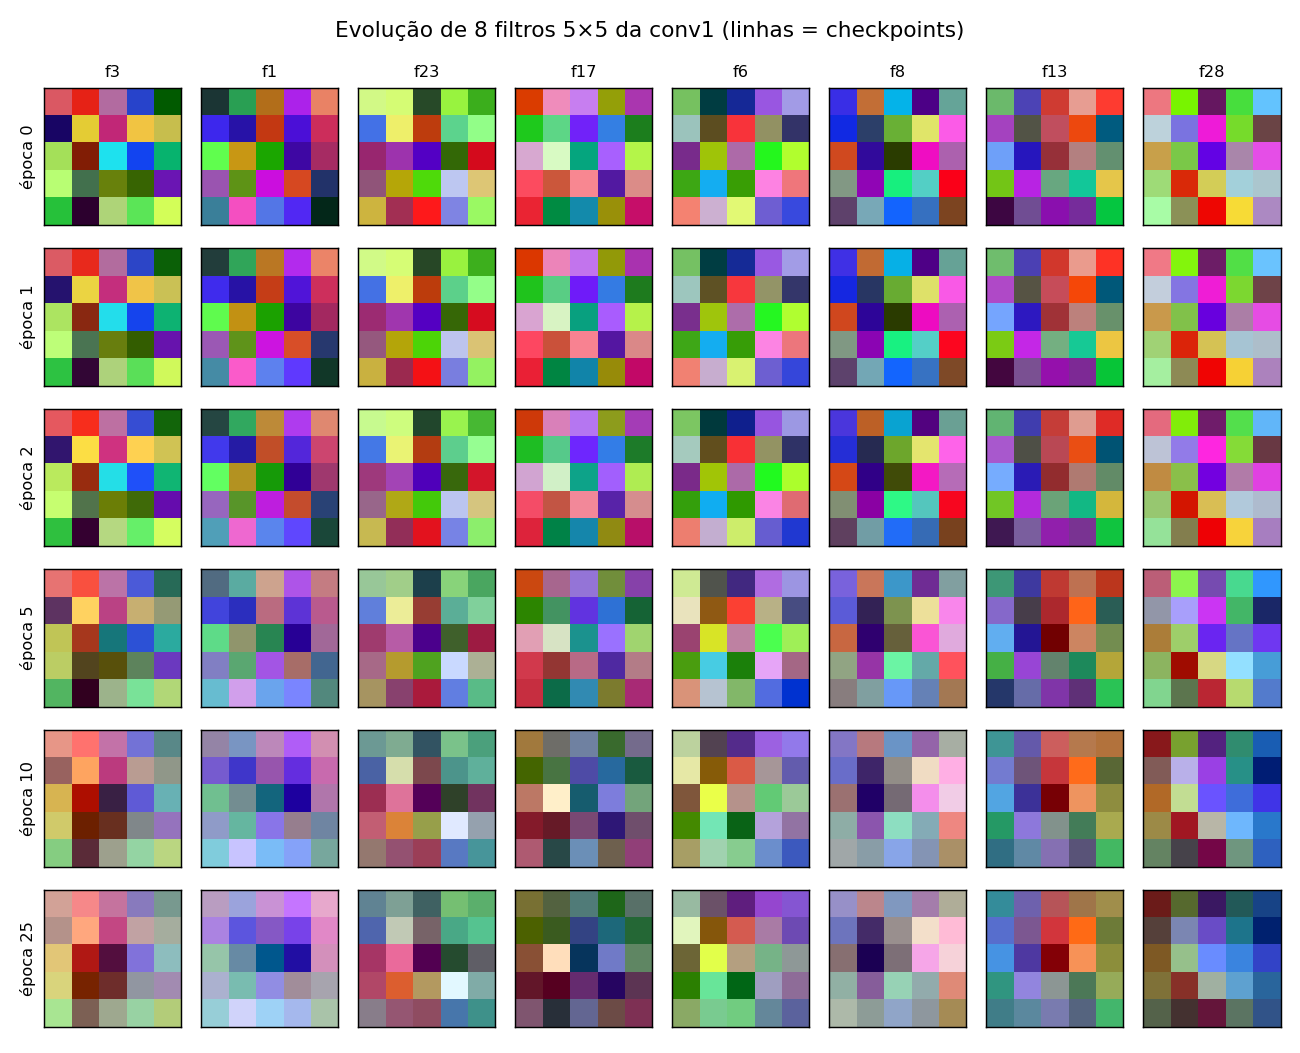 Evolução de 8 filtros 5×5 da conv1 (linhas = checkpoints)
f3 f1 f23 f17 f6 f8 f13 f28
época 0
época 1
época 2
época 5
época 10
época 25